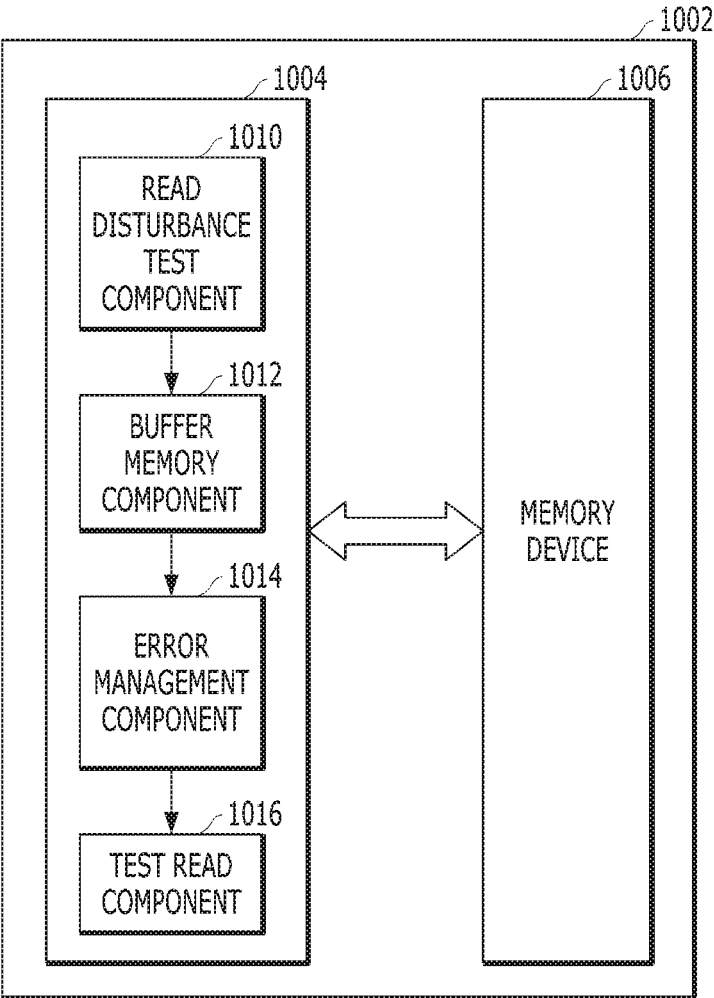 1002
1004
1006
1010
READ
DISTURBANCE
TEST
COMPONENT
1012
BUFFER
MEMORY
COMPONENT
MEMORY
DEVICE
1014
ERROR
MANAGEMENT
COMPONENT
1016
TEST READ
COMPONENT